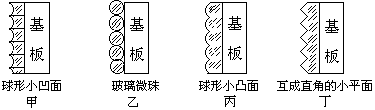 基板 基板 基板 基板
球形小凹面 玻璃微珠 球形小凸面 互成直角的小平面
甲 乙 丙 丁